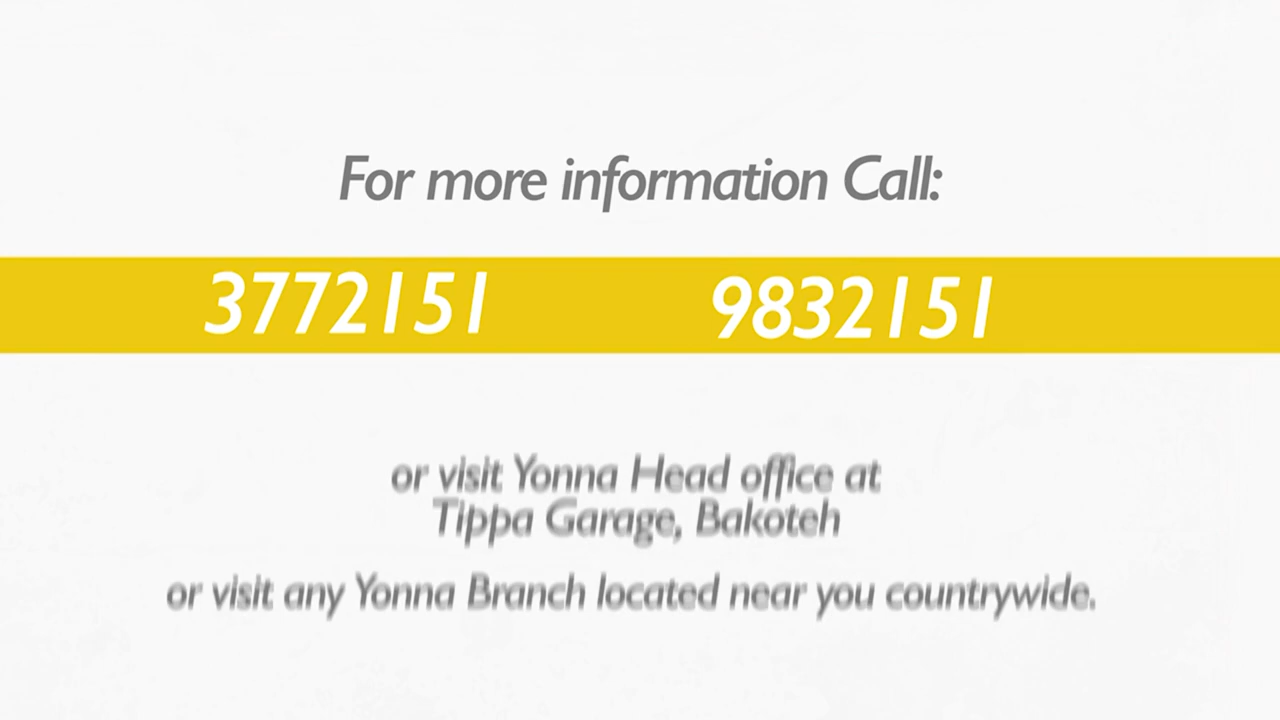 For more information Call:
3772151 9832151
or visit Yonna Head office at
Tippa Garage, Bakoteh
or visit any Yonna Branch located near you countrywide.